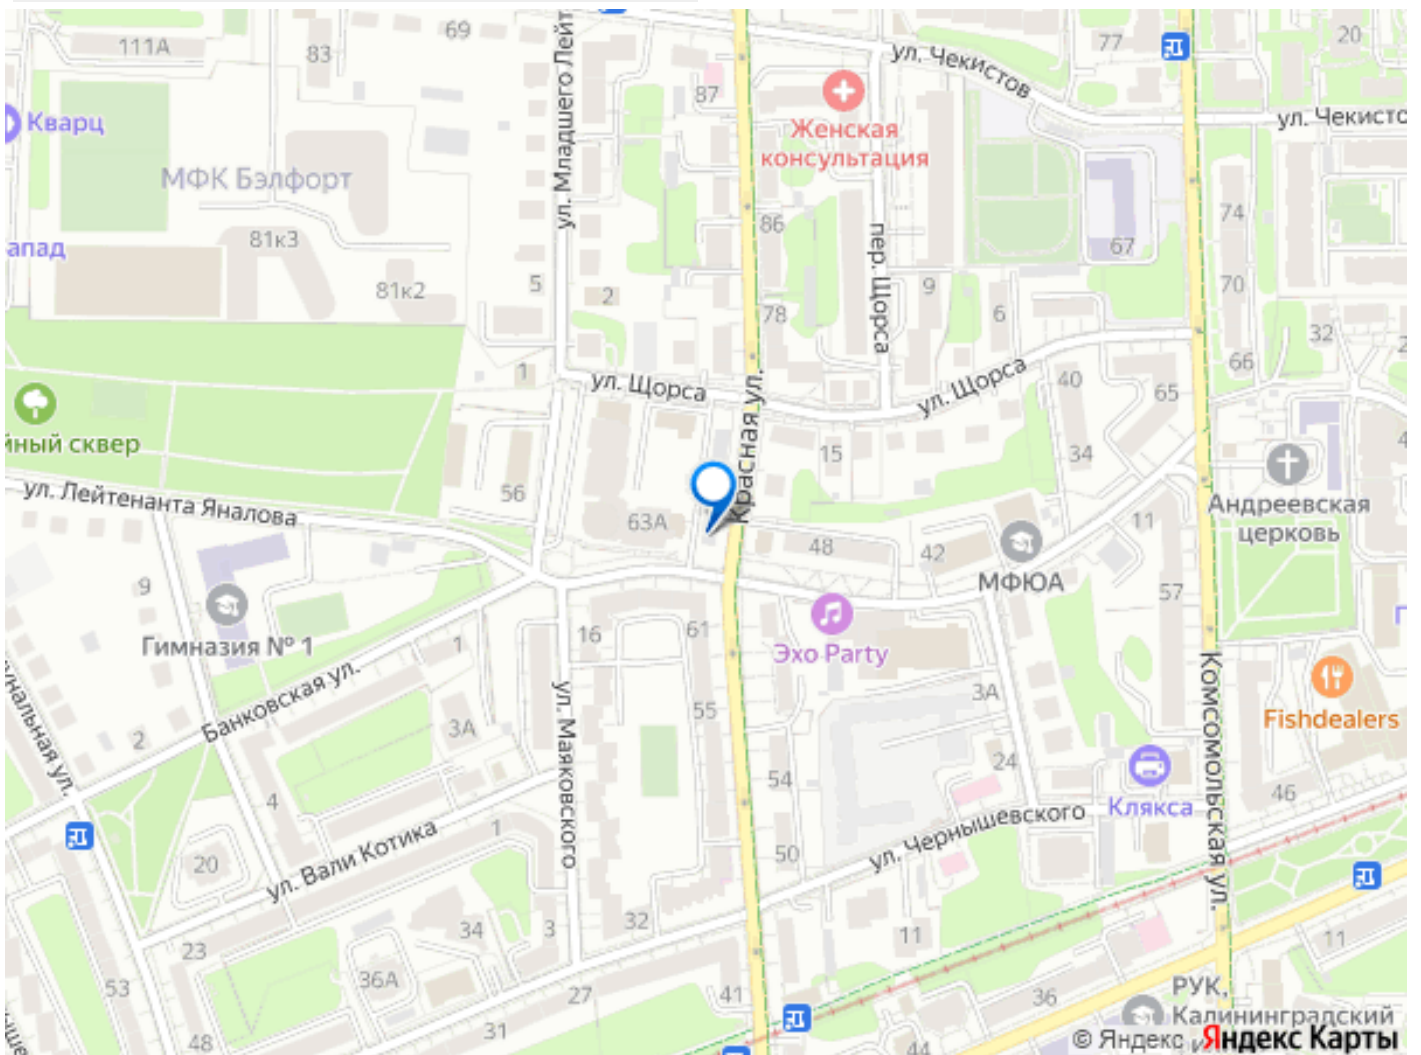 69
111А
83
ул. Младшего Лейт
77
20
ул. Чекистов
87
Кварц
Женская
консультация
ул. Чекисто
МФК Бэлфорт
74
86
81к3
67
апад
пер. Щорса
81к2
5
2
9
70
78
6
32
2
66
1
ул. Щорса
Красная ул.
ул. Щорса
40
65
йный сквер
15
34
4
ул. Лейтенанта Яналова
56
Андреевская
церковь
63А
11
48
42
МФЮА
9
57
Гимназия № 1
16
61
1
Эхо Party
Банковская ул.
ул. Маяковского
3А
Комсомольская ул.
55
Fishdealers
3А
2
унальная ул.
54
24
46
4
Клякса
ул. Чернышевского
1
ул. Вали Котика
50
20
32
34
3
11
23
11
36А
53
27
41
36
РУК,
Калининградский
31
48
44
© Яндекс Яндекс Карты